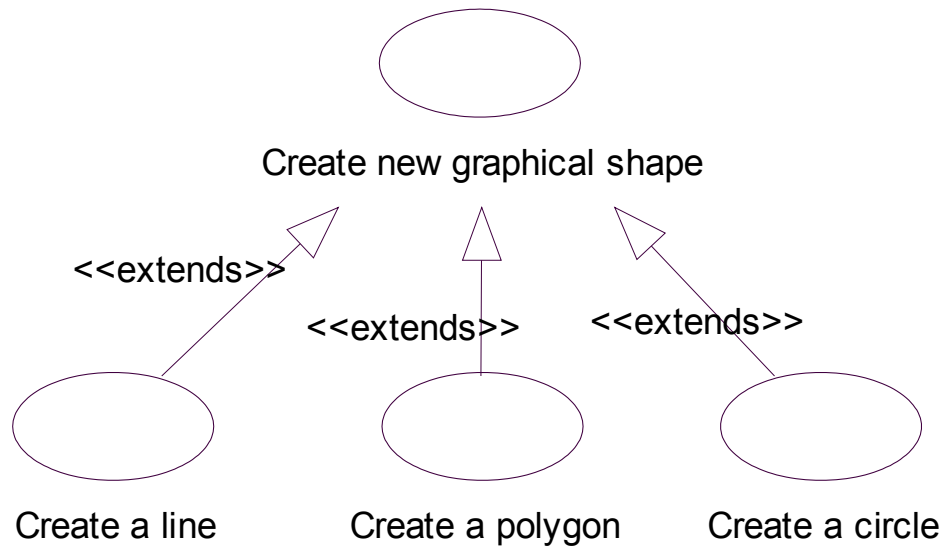 Create new graphical shape
<<extends>>
<<extends>>
<<extends>>
Create a line
Create a polygon
Create a circle